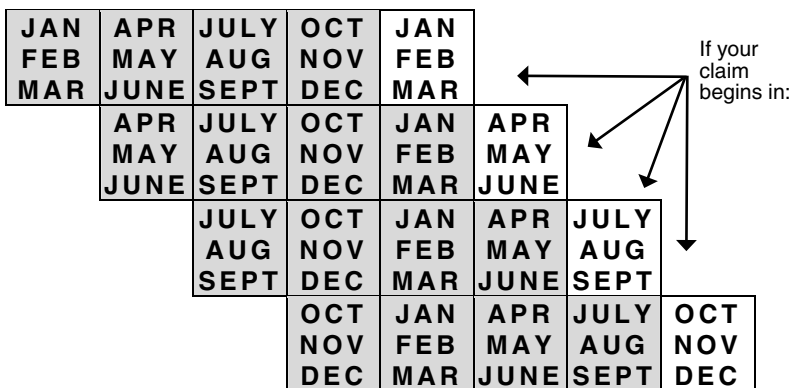 JAN APR JULY OCT JAN
FEB MAY AUG NOV FEB
MAR JUNE SEPT DEC MAR
If your
claim
begins in:
APR JULY OCT JAN APR
MAY AUG NOV FEB MAY
JUNE SEPT DEC MAR JUNE
JULY OCT JAN APR JULY
AUG NOV FEB MAY AUG
SEPT DEC MAR JUNE SEPT
OCT JAN APR JULY OCT
NOV FEB MAY AUG NOV
DEC MAR JUNE SEPT DEC